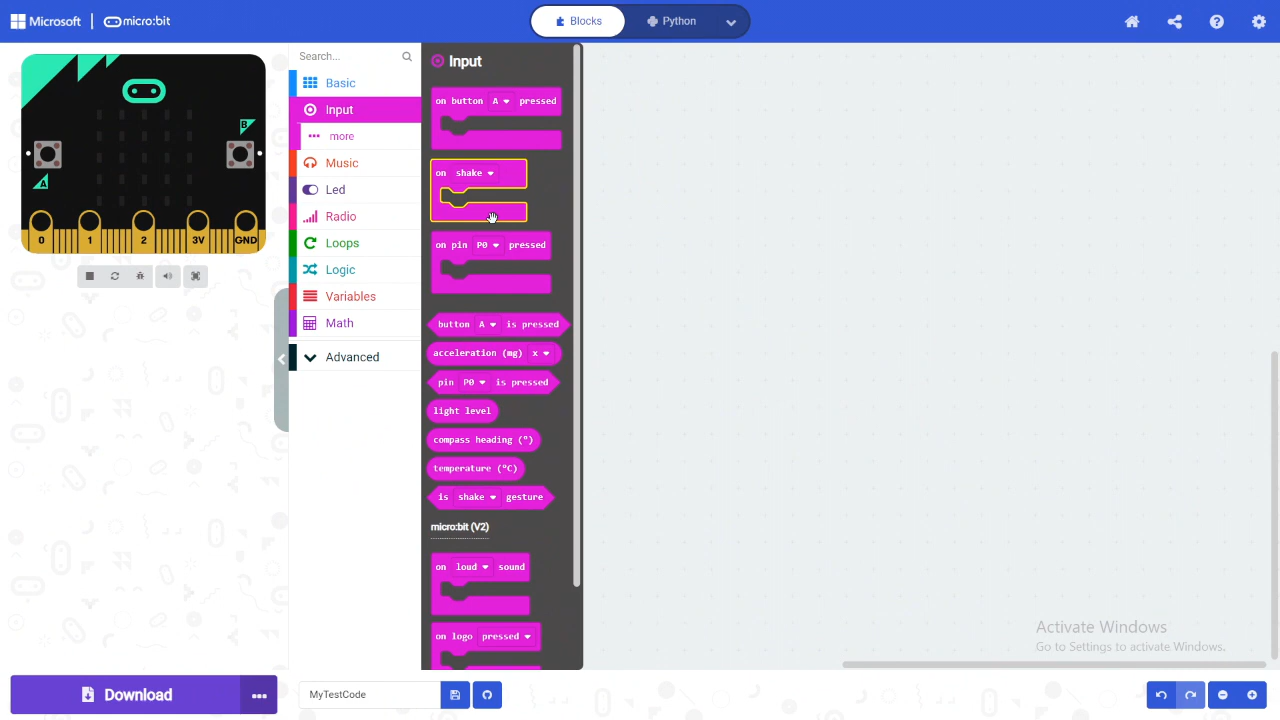 Microsoft micro:bit Blocks Python
Search... Input
Basic
Input
more
Music
Led
Radio
Loops
Logic
Variables
Math
Advanced
on button A pressed
on shake
on pin P0 pressed
button A is pressed
acceleration (mg) x
pin P0 is pressed
light level
compass heading (°)
temperature (°C)
is shake gesture
micro:bit (V2)
on loud sound
on logo pressed
B
A
0 1 2 3V GND
Activate Windows
Go to Settings to activate Windows.
Download ••• MyTestCode